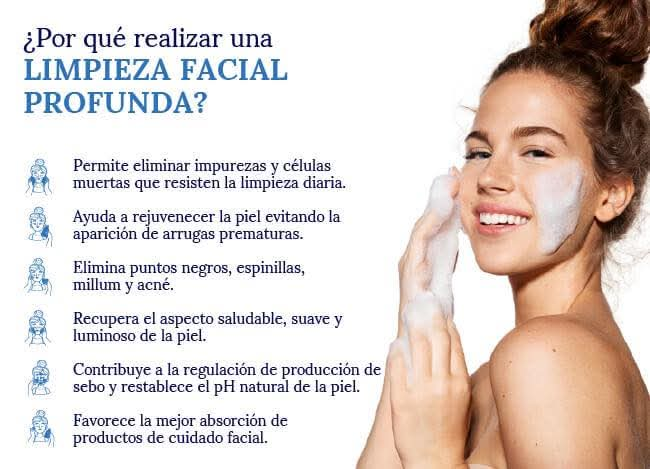 ¿Por qué realizar una
LIMPIEZA FACIAL
PROFUNDA?
Permite eliminar impurezas y células
muertas que resisten la limpieza diaria.
Ayuda a rejuvenecer la piel evitando la
aparición de arrugas prematuras.
Elimina puntos negros, espinillas,
millum y acné.
Recupera el aspecto saludable, suave y
luminoso de la piel.
Contribuye a la regulación de producción de
sebo y restablece el pH natural de la piel.
Favorece la mejor absorción de
productos de cuidado facial.